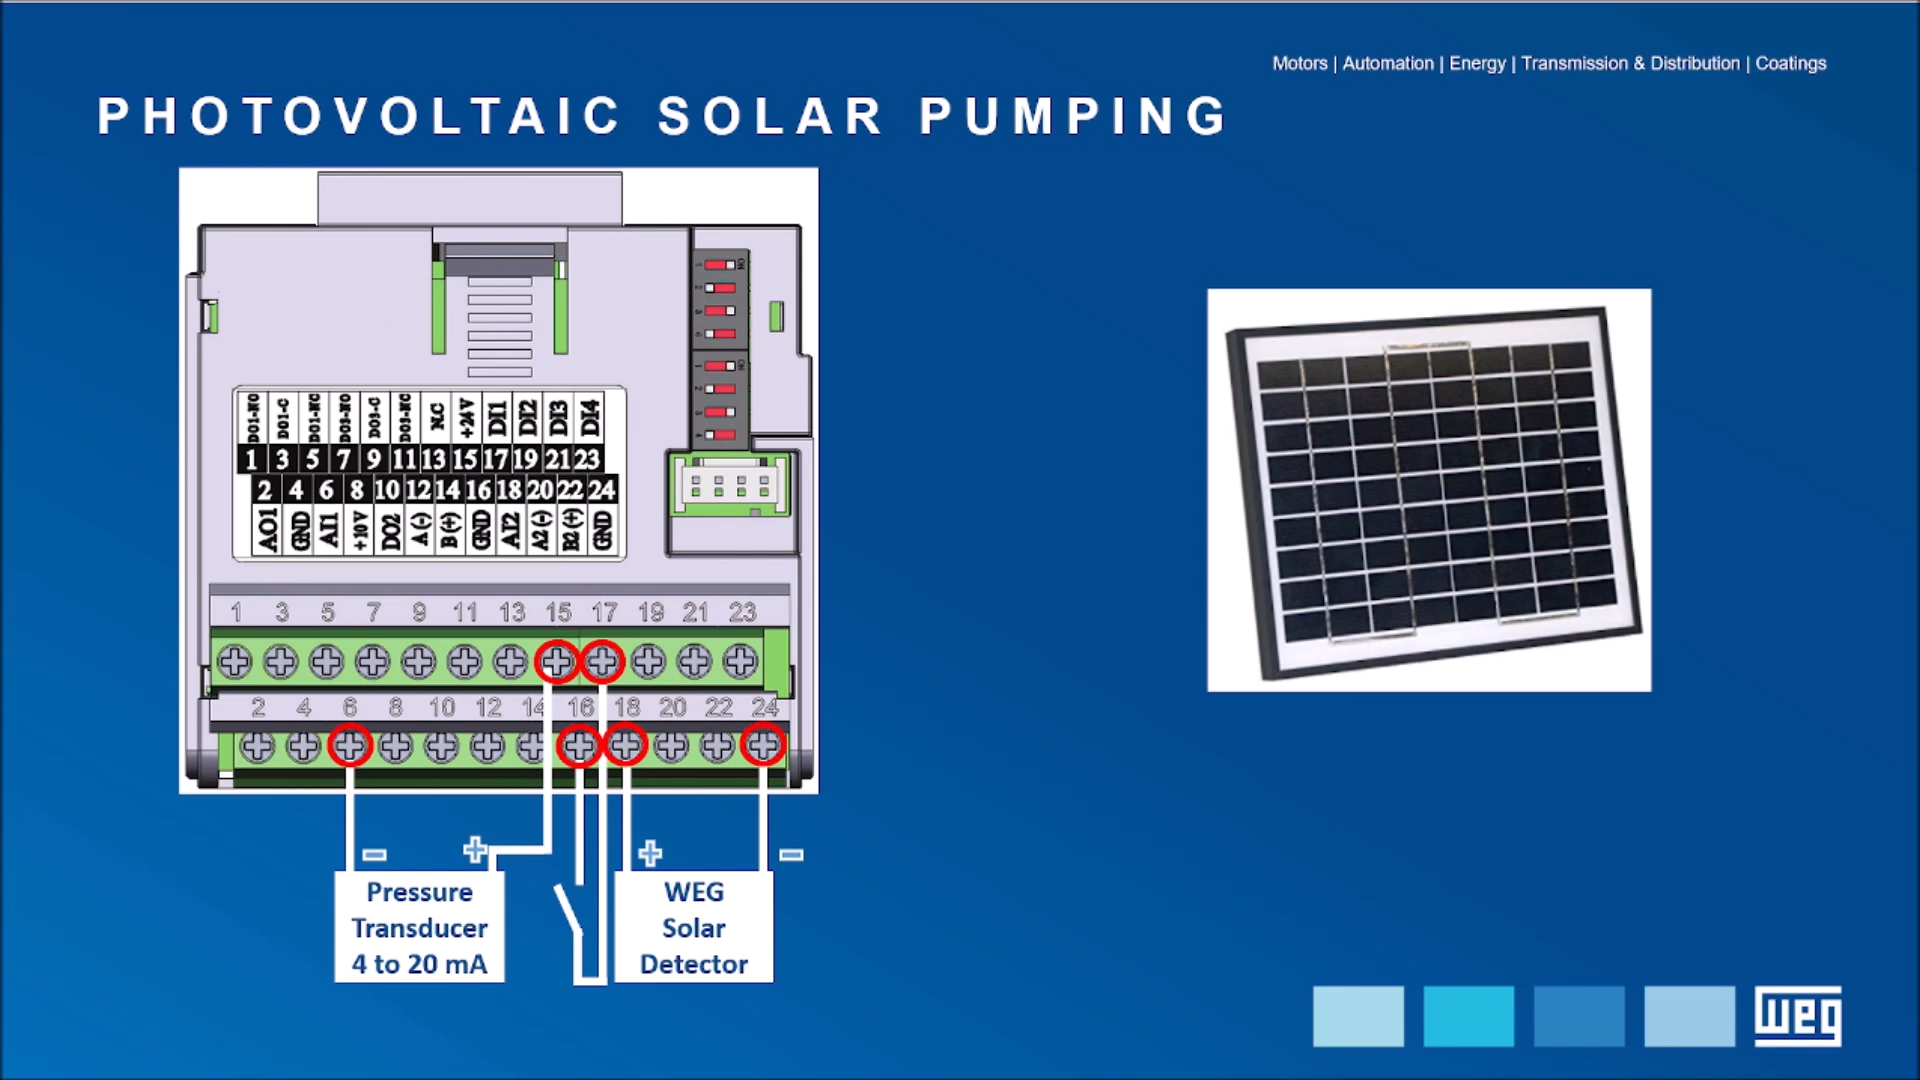 Motors | Automation | Energy | Transmission & Distribution | Coatings
PHOTOVOLTAIC SOLAR PUMPING
DO1-NO DO1-C DO1-NC DO3-NO DO3-C DO3-NC N.C +24V DI1 DI2 DI3 DI4
1 3 5 7 9 11 13 15 17 19 21 23
2 4 6 8 10 12 14 16 18 20 22 24
AO1 GND AI1 +10V DO2 A(-) B(+) GND AI2 A2(-) B2(+) GND
1 3 5 7 9 11 13 15 17 19 21 23
2 4 6 8 10 12 14 16 18 20 22 24
− + + −
Pressure
Transducer
4 to 20 mA
WEG
Solar
Detector
weg